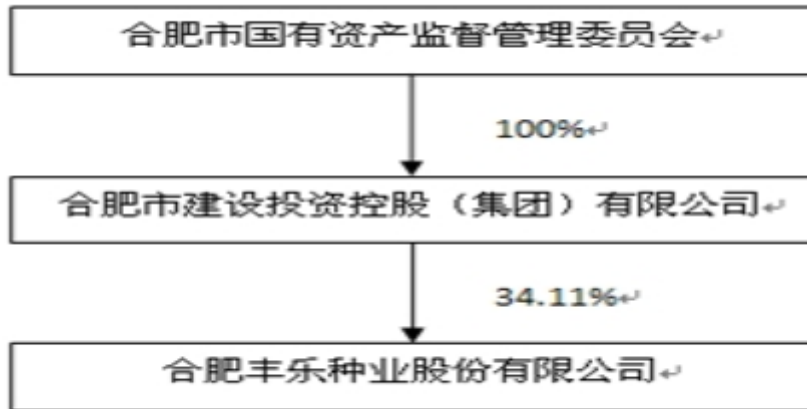 合肥市国有资产监督管理委员会↵
100%↵
合肥市建设投资控股（集团）有限公司↵
34.11%↵
合肥丰乐种业股份有限公司↵